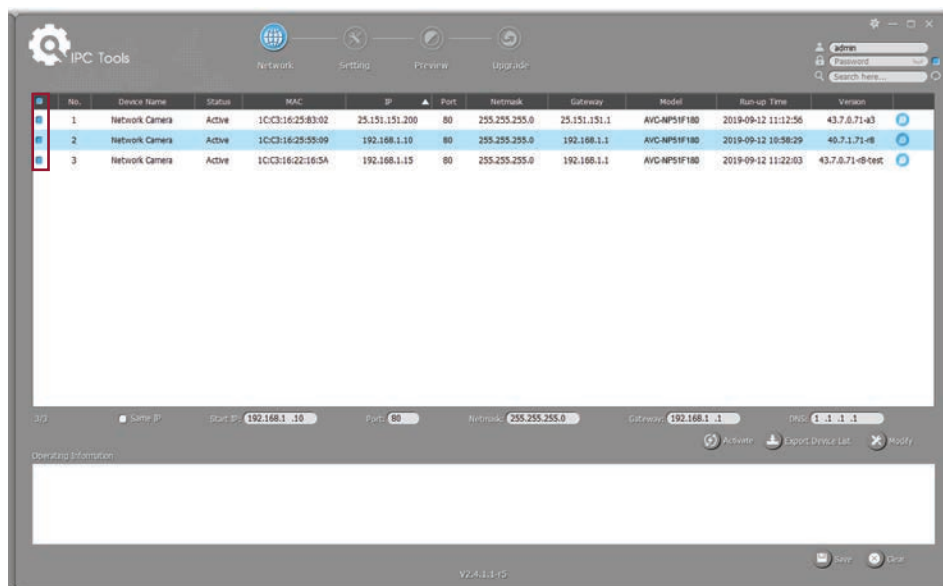 IPC Tools
Network Setting Preview Upgrade
admin
Password
Search here...
No. Device Name Status MAC IP Port Netmask Gateway Model Run-up Time Version
1 Network Camera Active 1C:C3:16:25:B3:02 25.151.151.200 80 255.255.255.0 25.151.151.1 AVC-NP51F180 2019-09-12 11:12:56 43.7.0.71-a3
2 Network Camera Active 1C:C3:16:25:55:09 192.168.1.10 80 255.255.255.0 192.168.1.1 AVC-NP51F180 2019-09-12 10:58:29 40.7.1.71-r8
3 Network Camera Active 1C:C3:16:22:16:5A 192.168.1.15 80 255.255.255.0 192.168.1.1 AVC-NP51F180 2019-09-12 11:22:03 43.7.0.71-r8-test
3/3 Same IP Start IP: 192.168.1 .10 Port: 80 Netmask: 255.255.255.0 Gateway: 192.168.1 .1 DNS: 1 .1 .1 .1
Activate Export Device List Modify
Operating Information
Save Clear
V2.4.1.1-r5